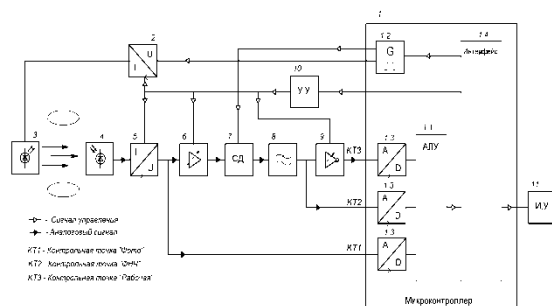 1
2
U
I
1.2
G
1.4
Интерфейс
10
УУ
3
4
5
I
U
6
7
СД
8
9
КТ3
1.3
A
D
1.1
АЛУ
КТ2
1.3
A
D
11
И.У
КТ1
1.3
A
D
- Сигнал управления
- Аналоговый сигнал
КТ1 - Контрольная точка "Фото"
КТ2 - Контрольная точка "ФНЧ"
КТ3 - Контрольная точка "Рабочая"
Микроконтроллер